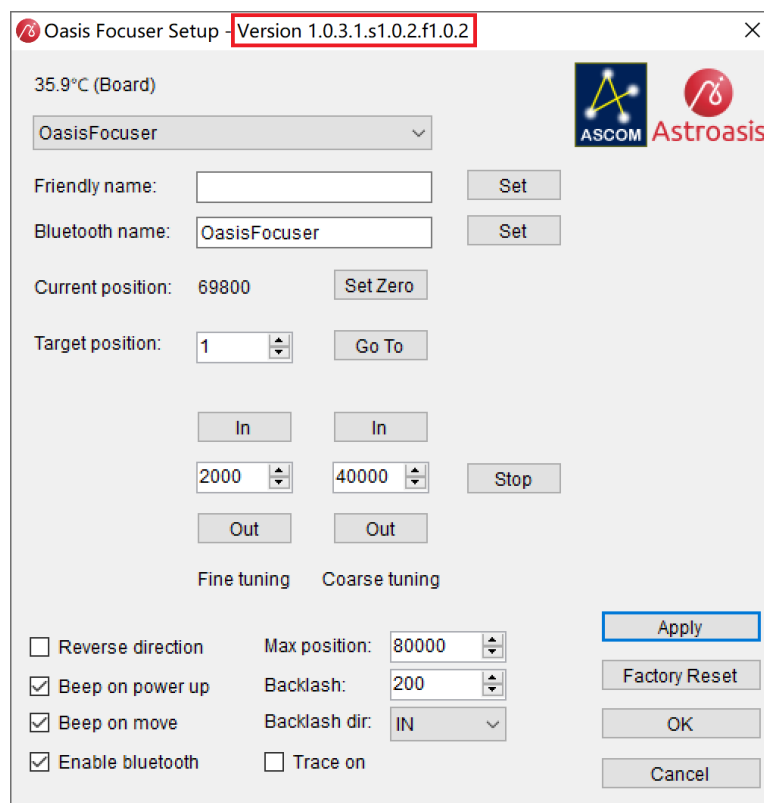 Oasis Focuser Setup - Version 1.0.3.1.s1.0.2.f1.0.2
35.9°C (Board)
OasisFocuser
ASCOM
Astroasis
Friendly name:
Set
Bluetooth name:
OasisFocuser
Set
Current position:
69800
Set Zero
Target position:
1
Go To
In
In
2000
40000
Stop
Out
Out
Fine tuning
Coarse tuning
Reverse direction
Max position:
80000
Apply
Beep on power up
Backlash:
200
Factory Reset
Beep on move
Backlash dir:
IN
OK
Enable bluetooth
Trace on
Cancel